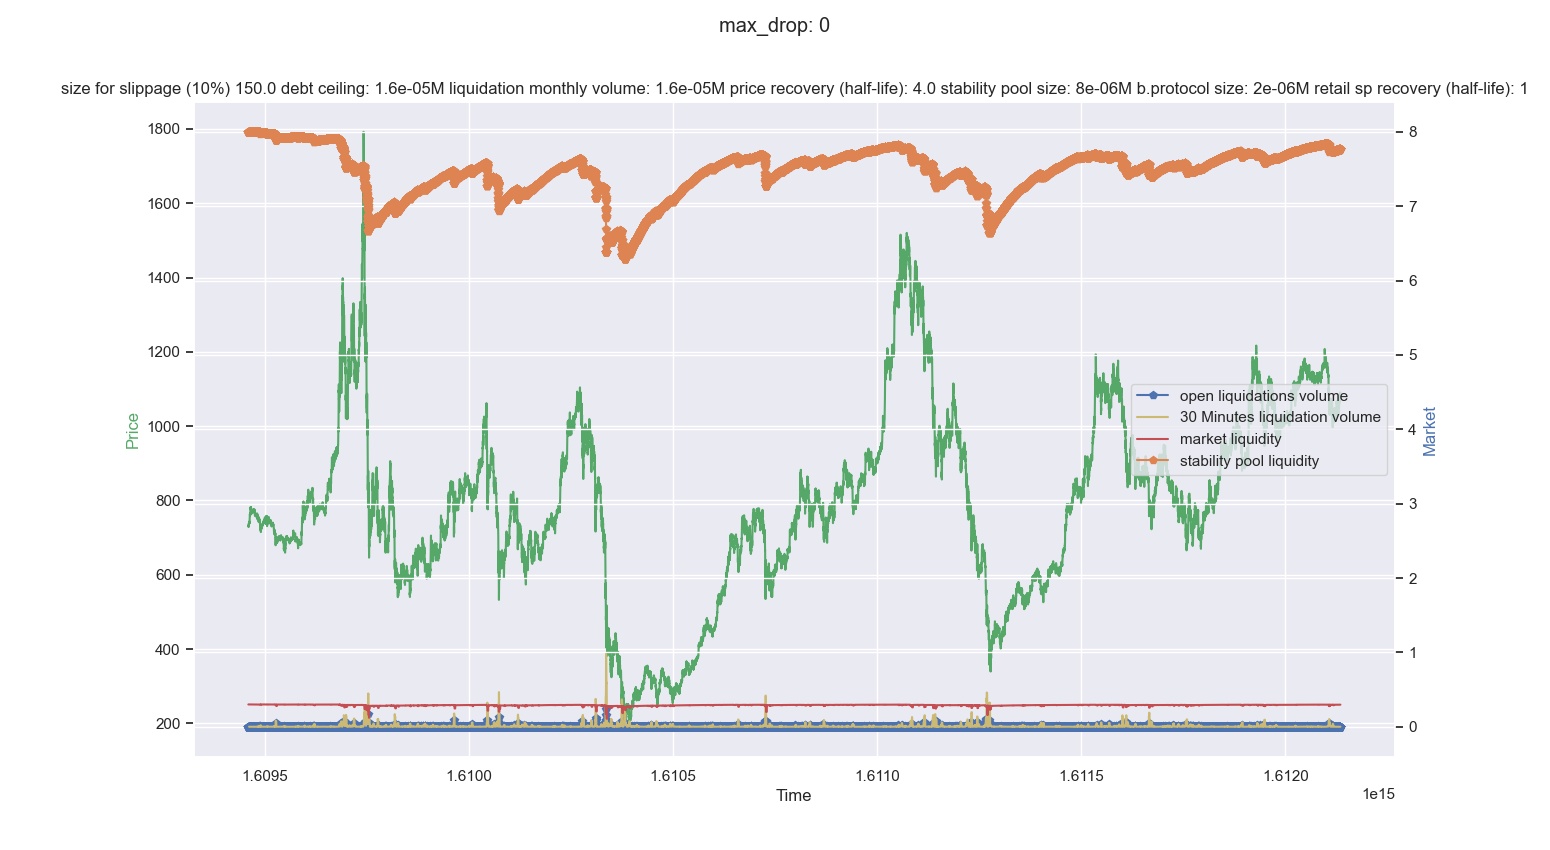 max_drop: 0
size for slippage (10%) 150.0 debt ceiling: 1.6e-05M liquidation monthly volume: 1.6e-05M price recovery (half-life): 4.0 stability pool size: 8e-06M b.protocol size: 2e-06M retail sp recovery (half-life): 1
1800
1600
1400
1200
1000
800
600
400
200
Price
8
7
6
5
4
3
2
1
0
Market
open liquidations volume
30 Minutes liquidation volume
market liquidity
stability pool liquidity
1.6095
1.6100
1.6105
1.6110
1.6115
1.6120
Time
1e15